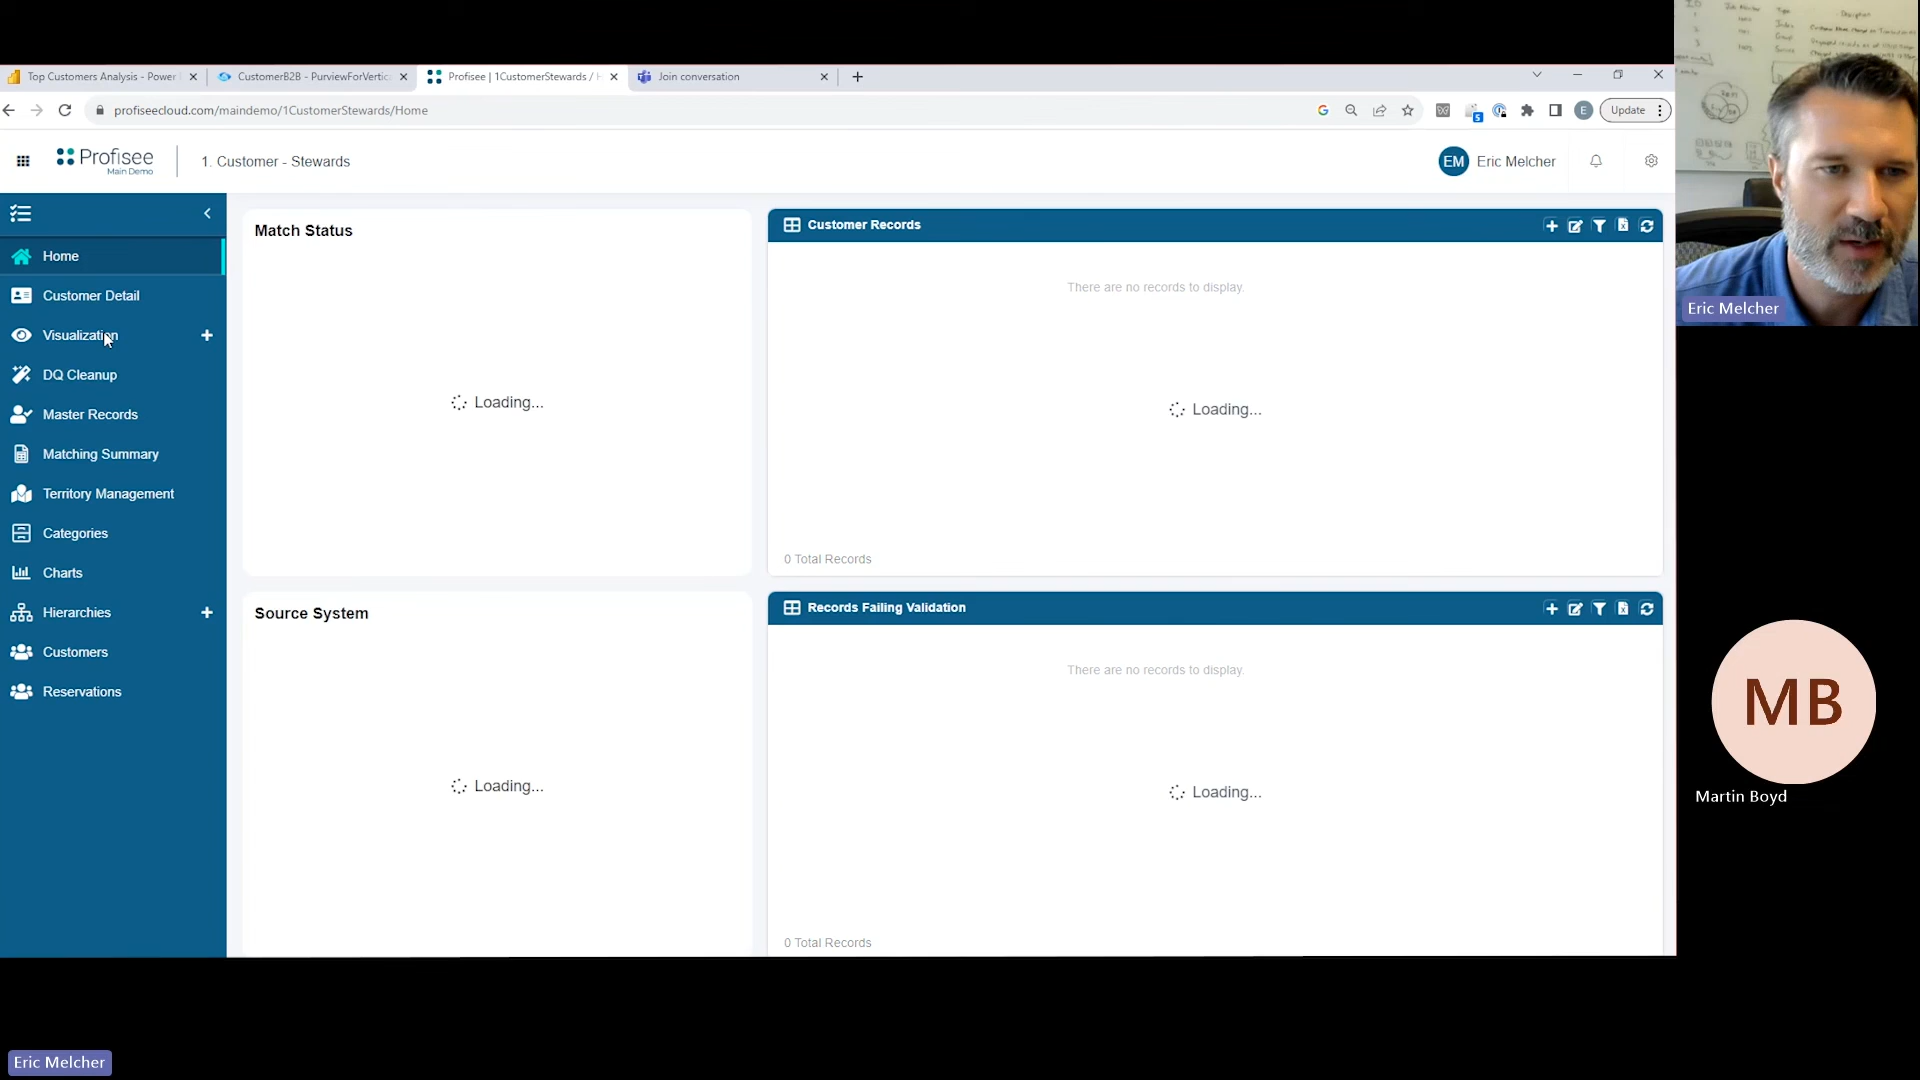 Top Customers Analysis - Power
CustomerB2B - PurviewForVertic
Profisee | 1CustomerStewards / H
Join conversation
profiseecloud.com/maindemo/1CustomerStewards/Home
5
E
Update
Profisee
Main Demo
1. Customer - Stewards
EM
Eric Melcher
Home
Customer Detail
Visualization
DQ Cleanup
Master Records
Matching Summary
Territory Management
Categories
Charts
Hierarchies
Customers
Reservations
Match Status
Loading...
Customer Records
There are no records to display.
Loading...
0 Total Records
Source System
Loading...
Records Failing Validation
There are no records to display.
Loading...
0 Total Records
Eric Melcher
MB
Martin Boyd
Eric Melcher